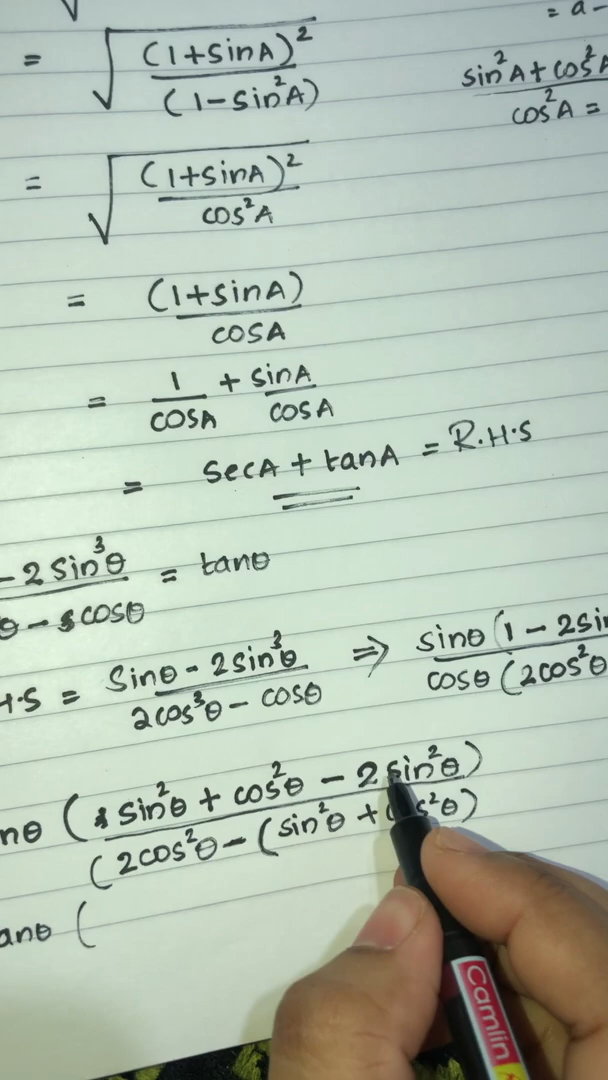 = a -
= √(1+sinA)² / (1-sin²A)
sin²A + cos²A / cos²A =
= √(1+sinA)² / cos²A
= (1+sinA) / cosA
= 1/cosA + sinA/cosA
= secA + tanA = R.H.S
- 2sin³θ / θ - cosθ = tanθ
H.S = sinθ - 2sin³θ / 2cos³θ - cosθ ⇒ sinθ (1 - 2sin / cosθ (2cos²θ
nθ (sin²θ + cos²θ - 2sin²θ) / (2cos²θ - (sin²θ + cos²θ)
anθ (
Camlin